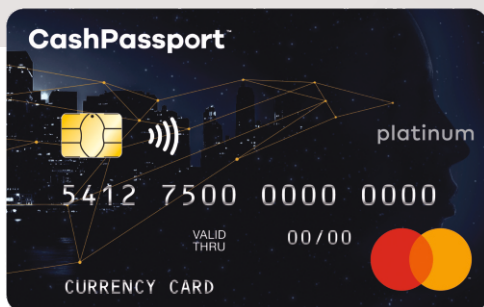 CashPassport™
platinum
5412 7500 0000 0000
VALID
THRU
00/00
CURRENCY CARD